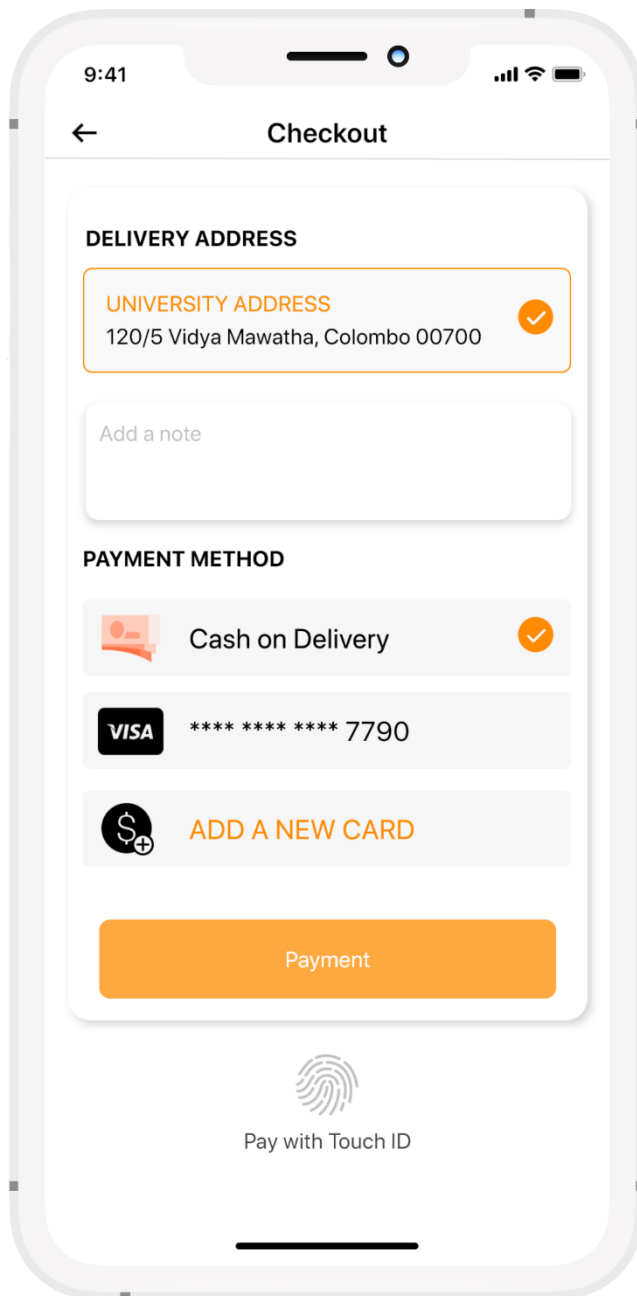 9:41
Checkout
DELIVERY ADDRESS
UNIVERSITY ADDRESS
120/5 Vidya Mawatha, Colombo 00700
Add a note
PAYMENT METHOD
Cash on Delivery
VISA **** **** **** 7790
$ ADD A NEW CARD
Payment
Pay with Touch ID